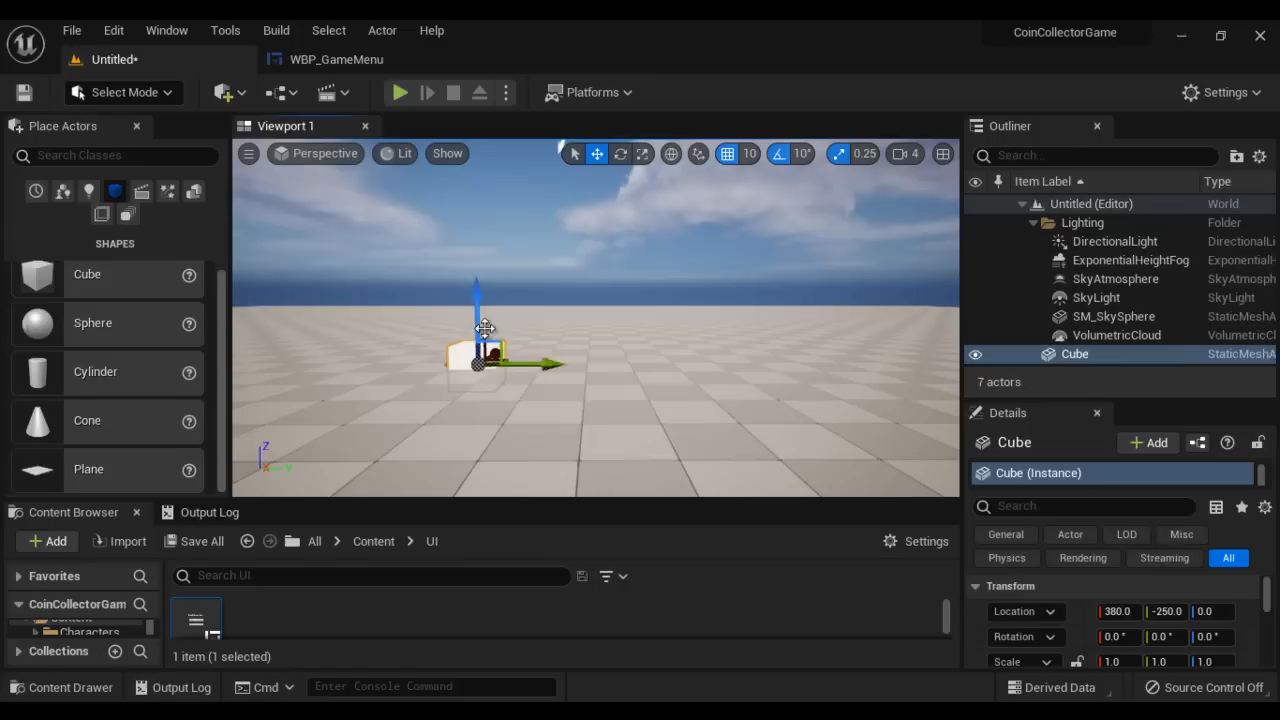 File Edit Window Tools Build Select Actor Help
CoinCollectorGame
Untitled*
WBP_GameMenu
Select Mode
Platforms
Settings
Place Actors
Search Classes
SHAPES
Cube
Sphere
Cylinder
Cone
Plane
Viewport 1
Perspective Lit Show
10 10° 0.25 4
Z
X Y
Outliner
Search...
Item Label Type
Untitled (Editor) World
Lighting Folder
DirectionalLight DirectionalLi
ExponentialHeightFog ExponentialH
SkyAtmosphere SkyAtmosph
SkyLight SkyLight
SM_SkySphere StaticMeshA
VolumetricCloud VolumetricCl
Cube StaticMeshA
7 actors
Details
Cube
Add
Cube (Instance)
Search
General Actor LOD Misc
Physics Rendering Streaming All
Transform
Location 380.0 -250.0 0.0
Rotation 0.0° 0.0° 0.0°
Scale 1.0 1.0 1.0
Content Browser
Output Log
Add Import Save All All > Content > UI
Settings
Favorites
Search UI
CoinCollectorGam
Content
Characters
Collections
1 item (1 selected)
Content Drawer Output Log Cmd Enter Console Command
Derived Data Source Control Off